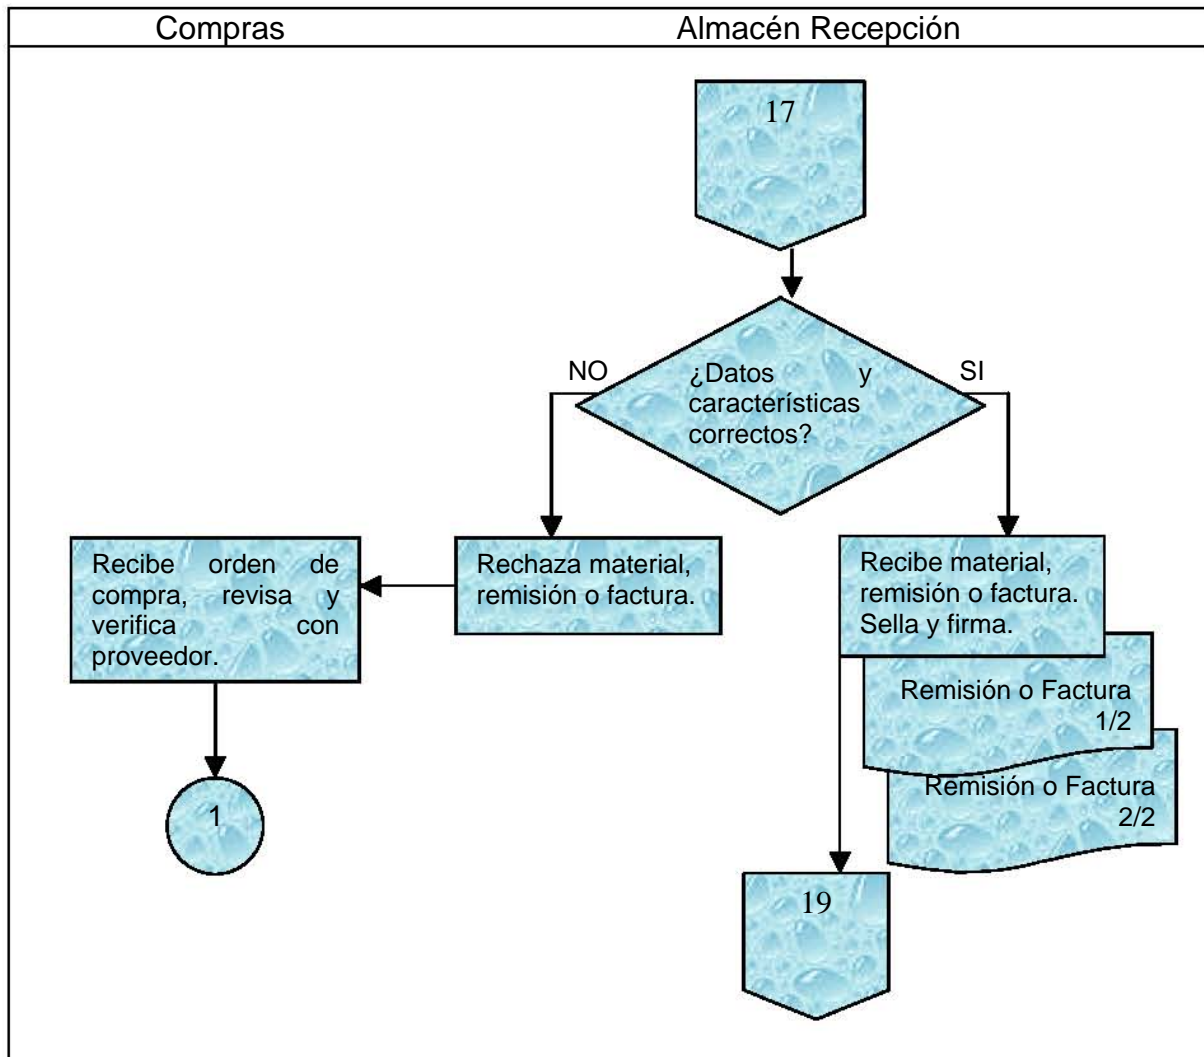 Compras
Almacén Recepción
17
NO
¿Datos y
características
correctos?
SI
Recibe orden de
compra, revisa y
verifica con
proveedor.
Rechaza material,
remisión o factura.
Recibe material,
remisión o factura.
Sella y firma.
Remisión o Factura
1/2
Remisión o Factura
2/2
1
19